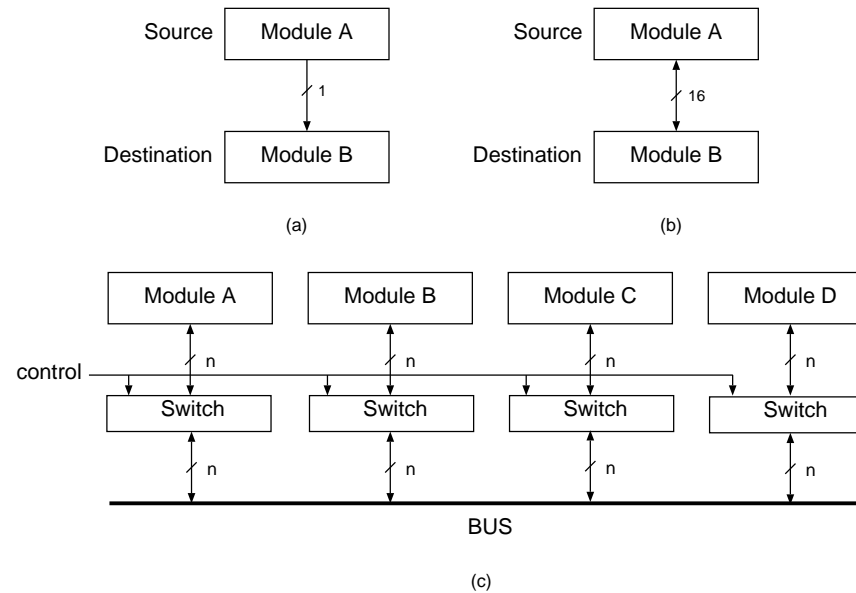 Source Module A Source Module A
1 16
Destination Module B Destination Module B
(a) (b)
Module A Module B Module C Module D
n n n n
control
Switch Switch Switch Switch
n n n n
BUS
(c)